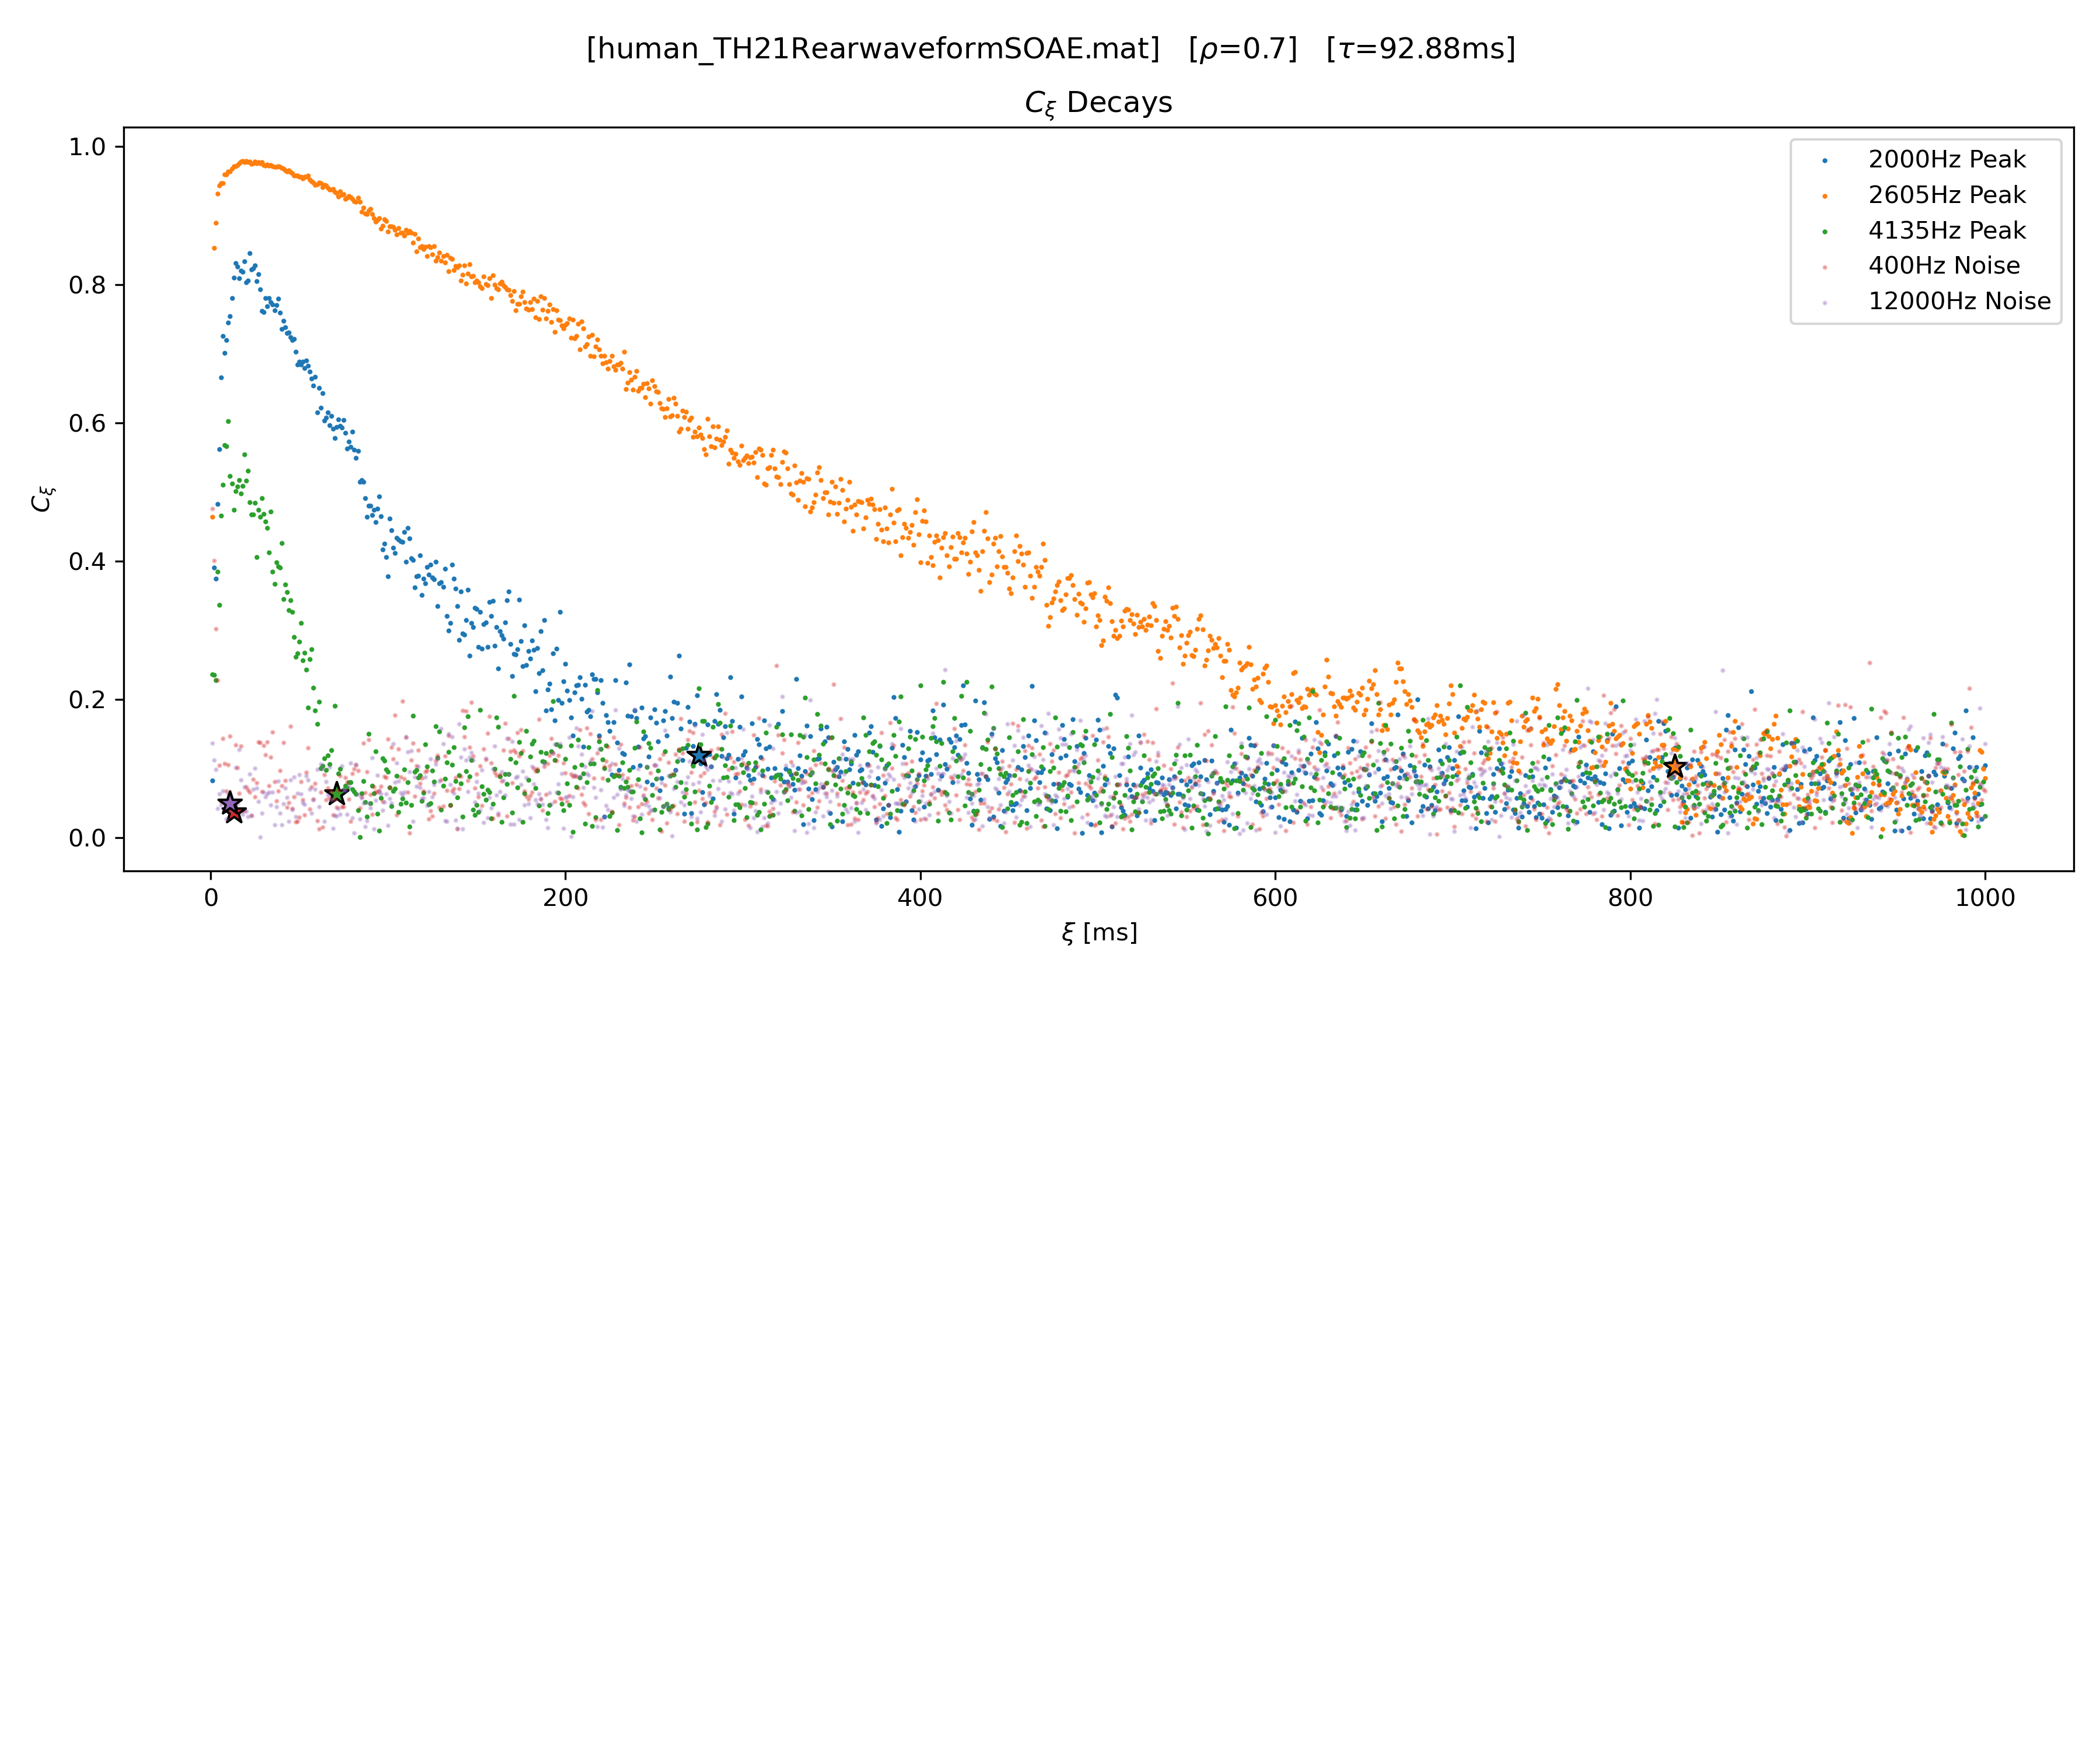 [human_TH21RearwaveformSOAE.mat]   [ρ=0.7]   [τ=92.88ms]
C_ξ Decays
1.0
0.8
0.6
0.4
0.2
0.0
C_ξ
2000Hz Peak
2605Hz Peak
4135Hz Peak
400Hz Noise
12000Hz Noise
0 200 400 600 800 1000
ξ [ms]